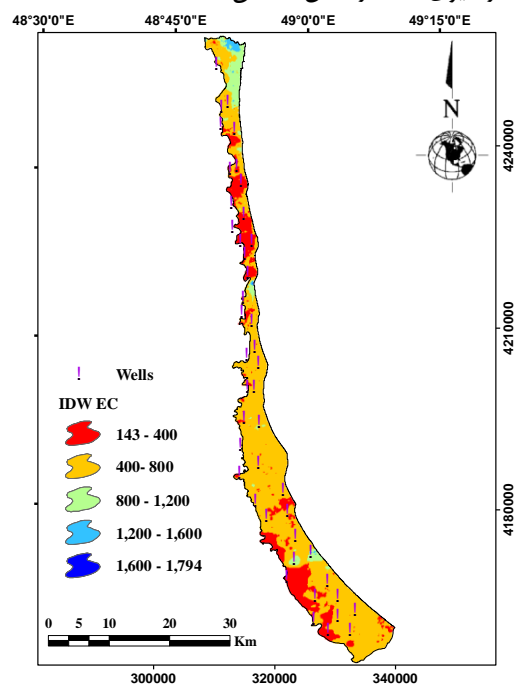 48°30'0"E
48°45'0"E
49°0'0"E
49°15'0"E
N
4240000
4210000
4180000
Wells
IDW EC
143 - 400
400- 800
800 - 1,200
1,200 - 1,600
1,600 - 1,794
0 5 10 20 30
Km
300000
320000
340000